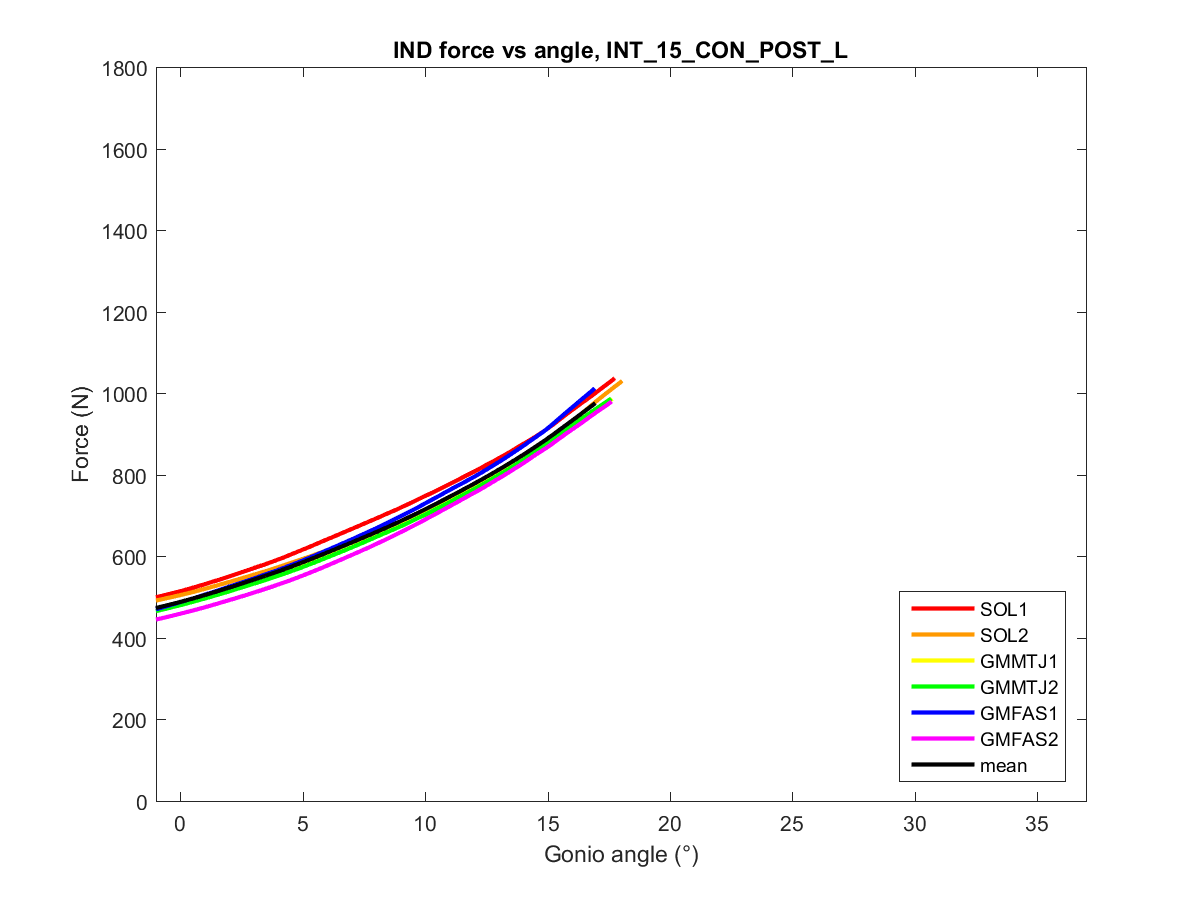 IND force vs angle, INT_15_CON_POST_L
1800
1600
1400
1200
1000
800
600
400
200
0
Force (N)
0 5 10 15 20 25 30 35
Gonio angle (°)
SOL1
SOL2
GMMTJ1
GMMTJ2
GMFAS1
GMFAS2
mean